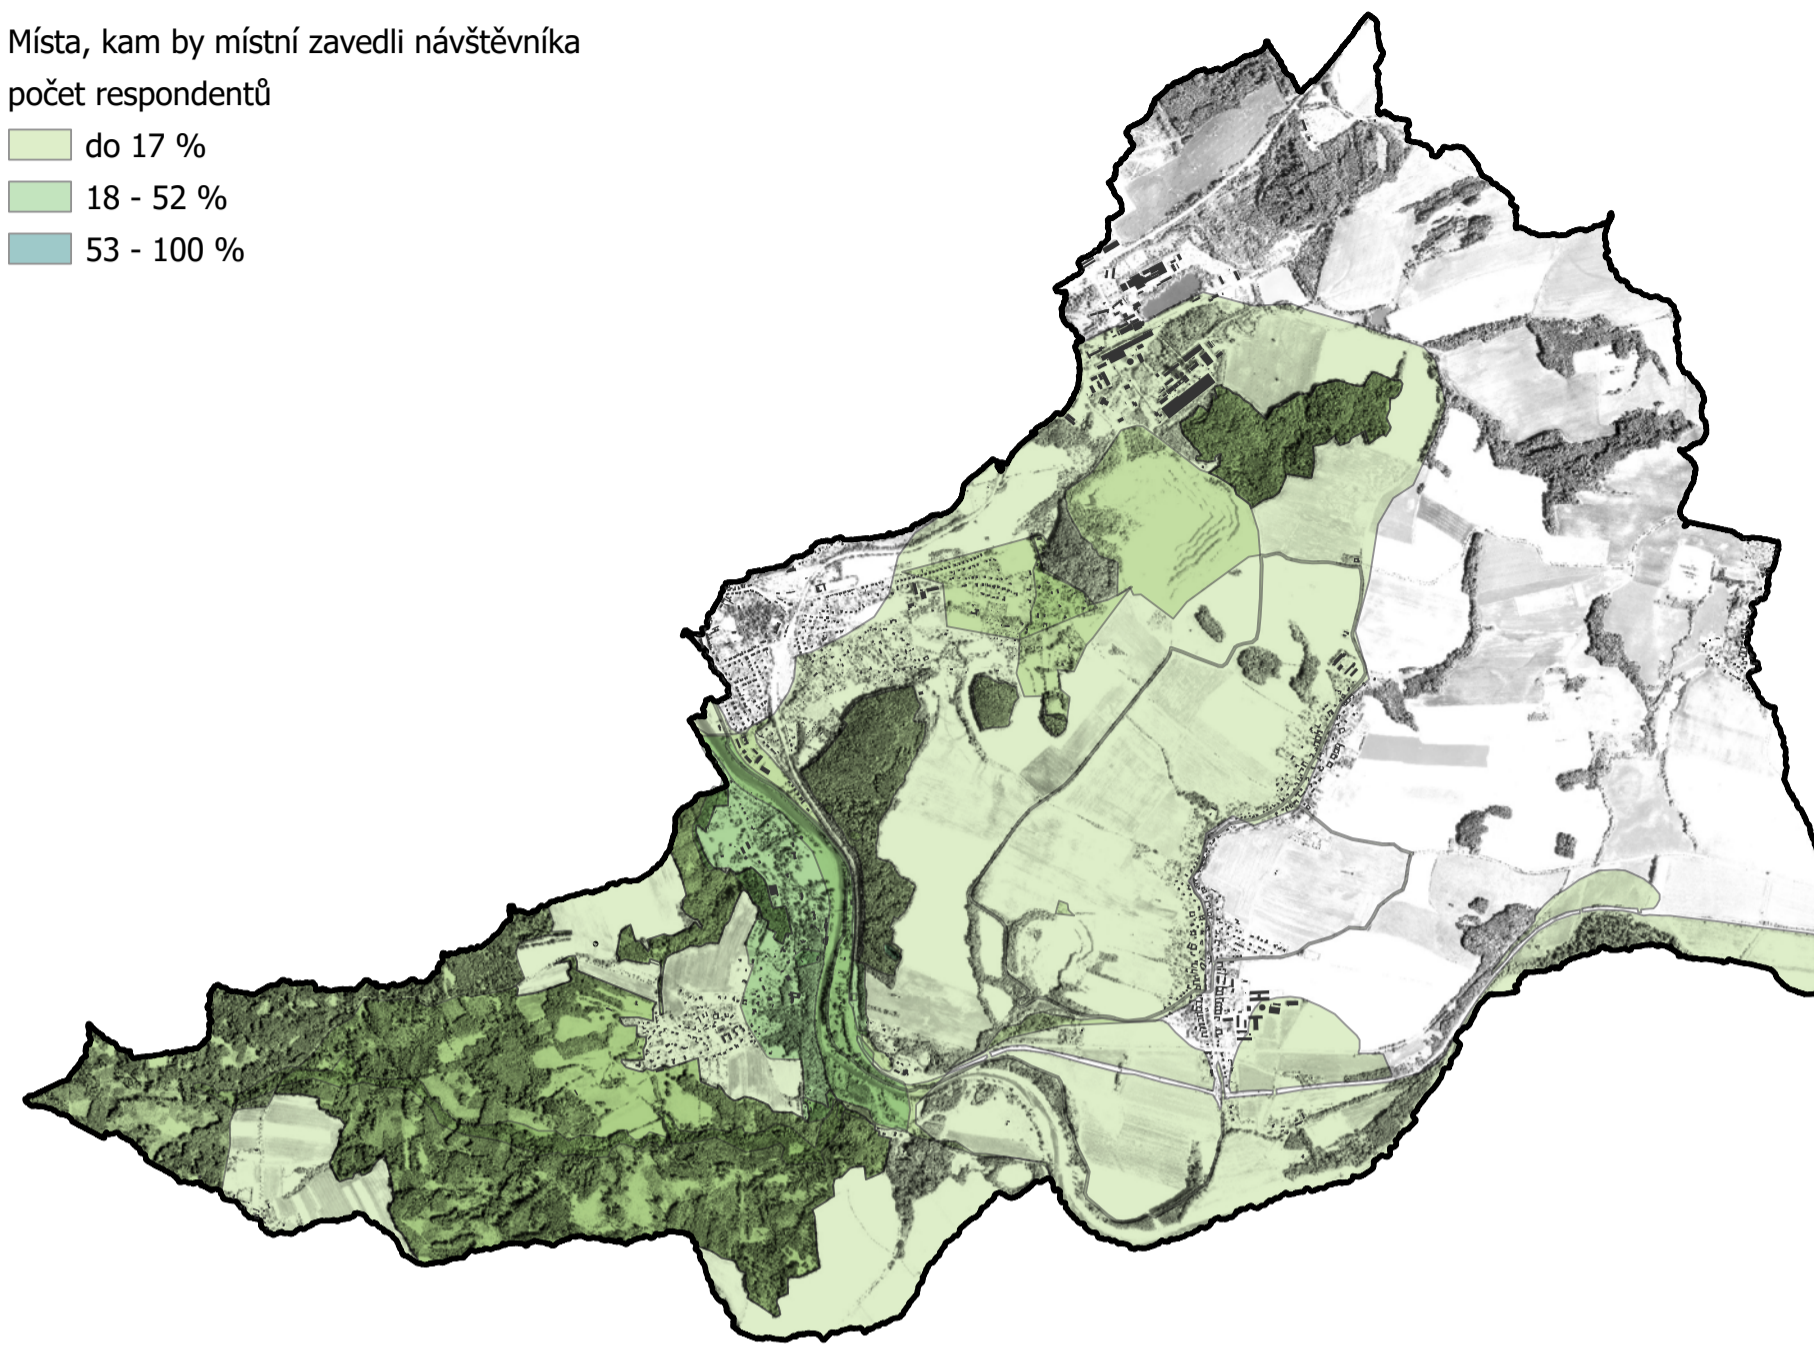 Místa, kam by místní zavedli návštěvníka
počet respondentů
do 17 %
18 - 52 %
53 - 100 %